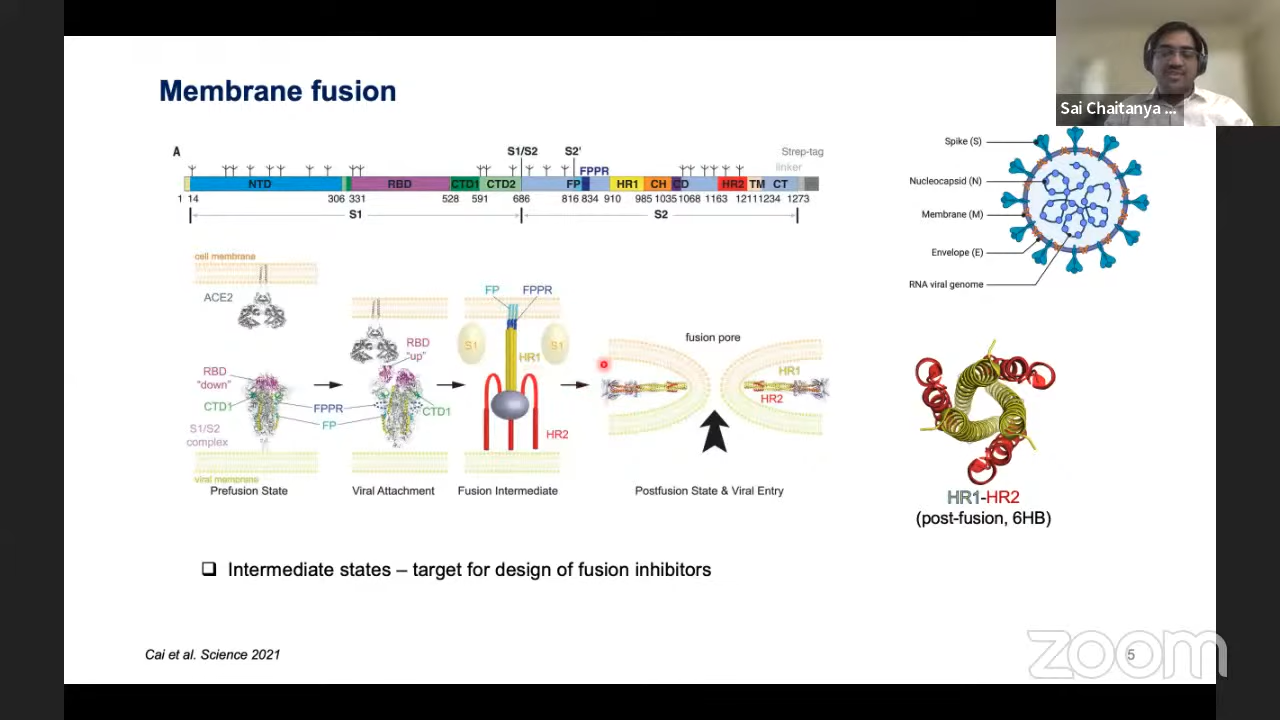 Sai Chaitanya ...
Membrane fusion
A
S1/S2
S2'
FPPR
Strep-tag
linker
NTD
RBD
CTD1
CTD2
FP
HR1
CH
CD
HR2
TM
CT
1 14 306 331 528 591 686 816 834 910 985 1035 1068 1163 1211 1234 1273
S1
S2
cell membrane
ACE2
RBD
"down"
CTD1
S1/S2
complex
viral membrane
Prefusion State
RBD
"up"
FPPR
FP
CTD1
Viral Attachment
FP
FPPR
S1
S1
HR1
HR2
Fusion Intermediate
fusion pore
HR1
HR2
Postfusion State & Viral Entry
Spike (S)
Nucleocapsid (N)
Membrane (M)
Envelope (E)
RNA viral genome
HR1-HR2
(post-fusion, 6HB)
❑ Intermediate states – target for design of fusion inhibitors
Cai et al. Science 2021
5
zoom